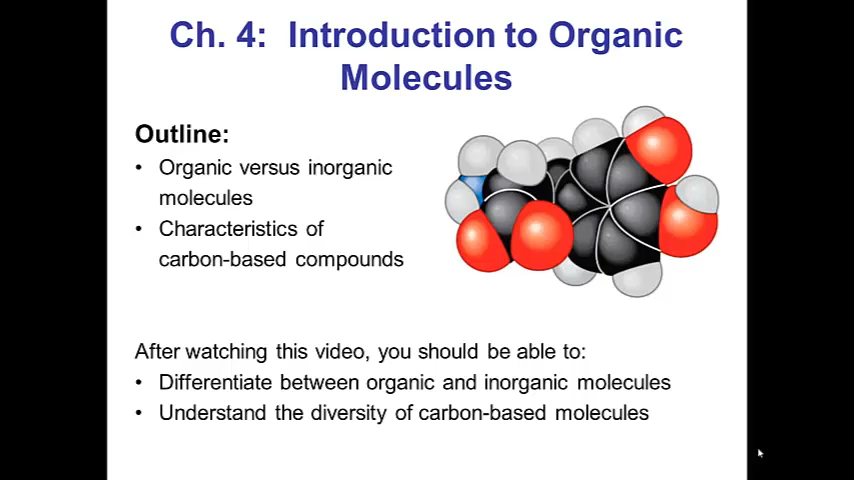 Ch. 4: Introduction to Organic
Molecules
Outline:
• Organic versus inorganic
molecules
• Characteristics of
carbon-based compounds
After watching this video, you should be able to:
• Differentiate between organic and inorganic molecules
• Understand the diversity of carbon-based molecules